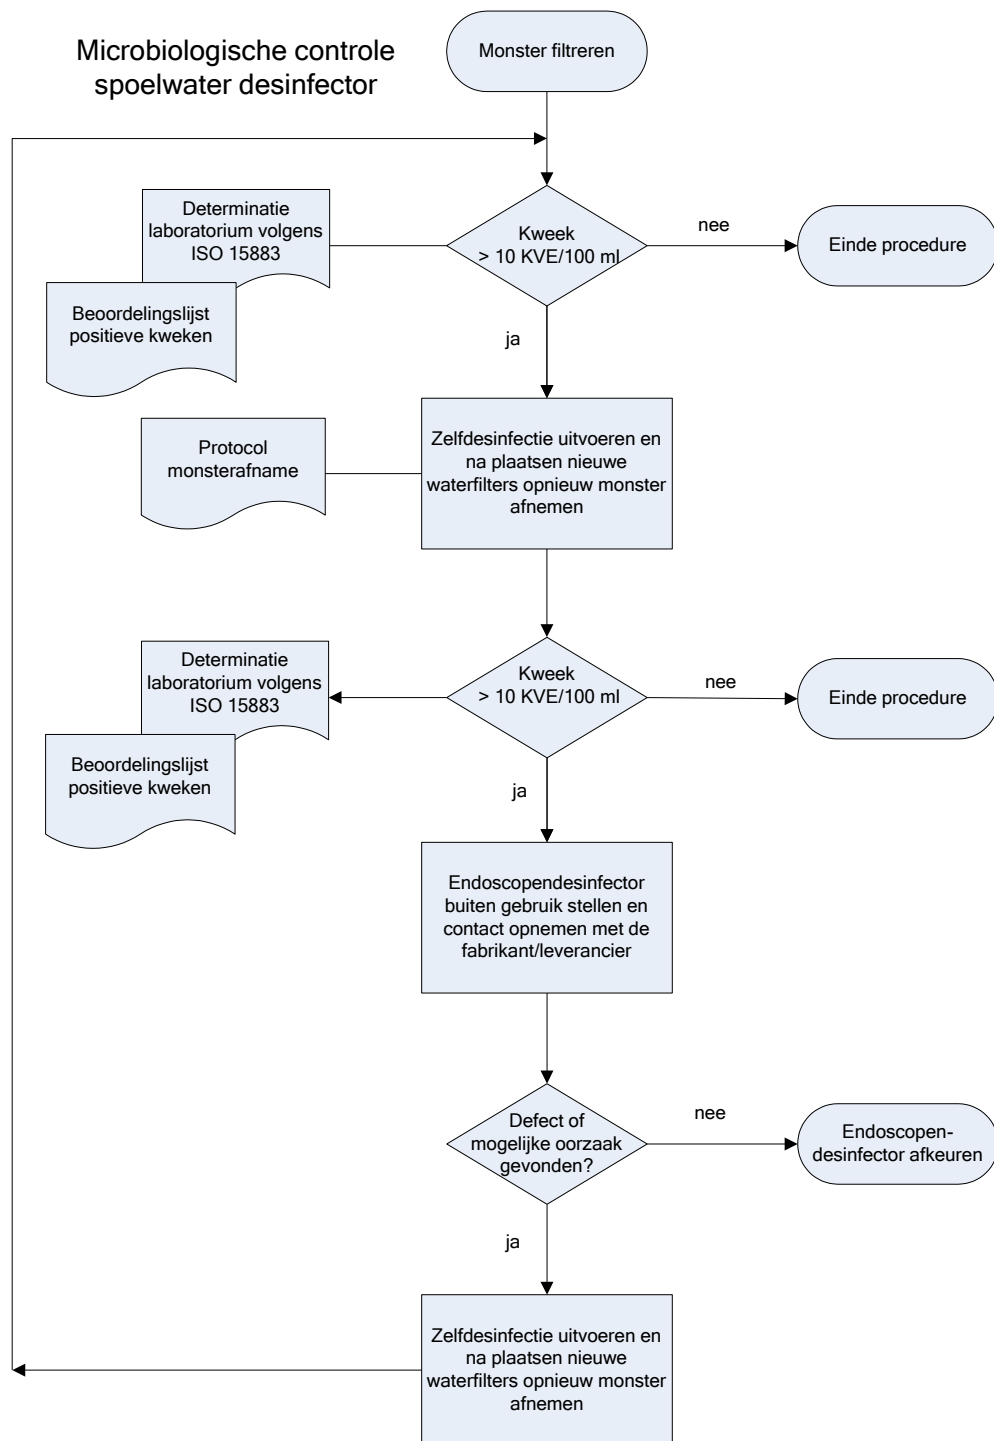 Microbiologische controle
spoelwater desinfector
Monster filtreren
Determinatie
laboratorium volgens
ISO 15883
Kweek
> 10 KVE/100 ml
nee
Einde procedure
Beoordelingslijst
positieve kweken
ja
Protocol
monsterafname
Zelfdesinfectie uitvoeren en
na plaatsen nieuwe
waterfilters opnieuw monster
afnemen
Determinatie
laboratorium volgens
ISO 15883
Kweek
> 10 KVE/100 ml
nee
Einde procedure
Beoordelingslijst
positieve kweken
ja
Endoscopendesinfector
buiten gebruik stellen en
contact opnemen met de
fabrikant/leverancier
Defect of
mogelijke oorzaak
gevonden?
nee
Endoscopen-
desinfector afkeuren
ja
Zelfdesinfectie uitvoeren en
na plaatsen nieuwe
waterfilters opnieuw monster
afnemen